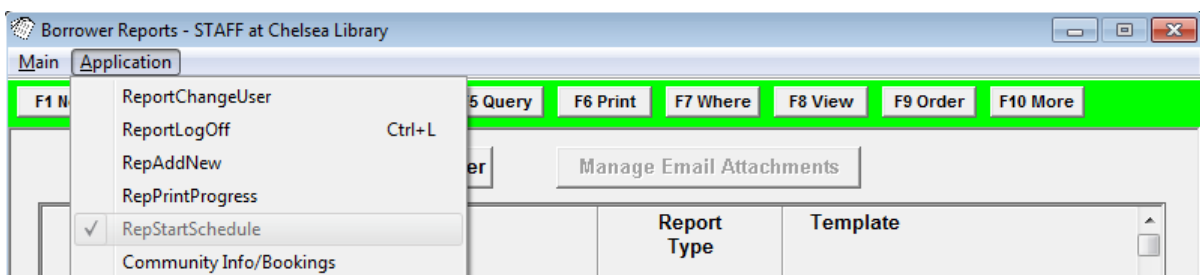 Borrower Reports - STAFF at Chelsea Library
Main Application
F1 N 5 Query F6 Print F7 Where F8 View F9 Order F10 More
ReportChangeUser
ReportLogOff Ctrl+L
er Manage Email Attachments
RepAddNew
RepPrintProgress
RepStartSchedule
Community Info/Bookings
Report Type
Template